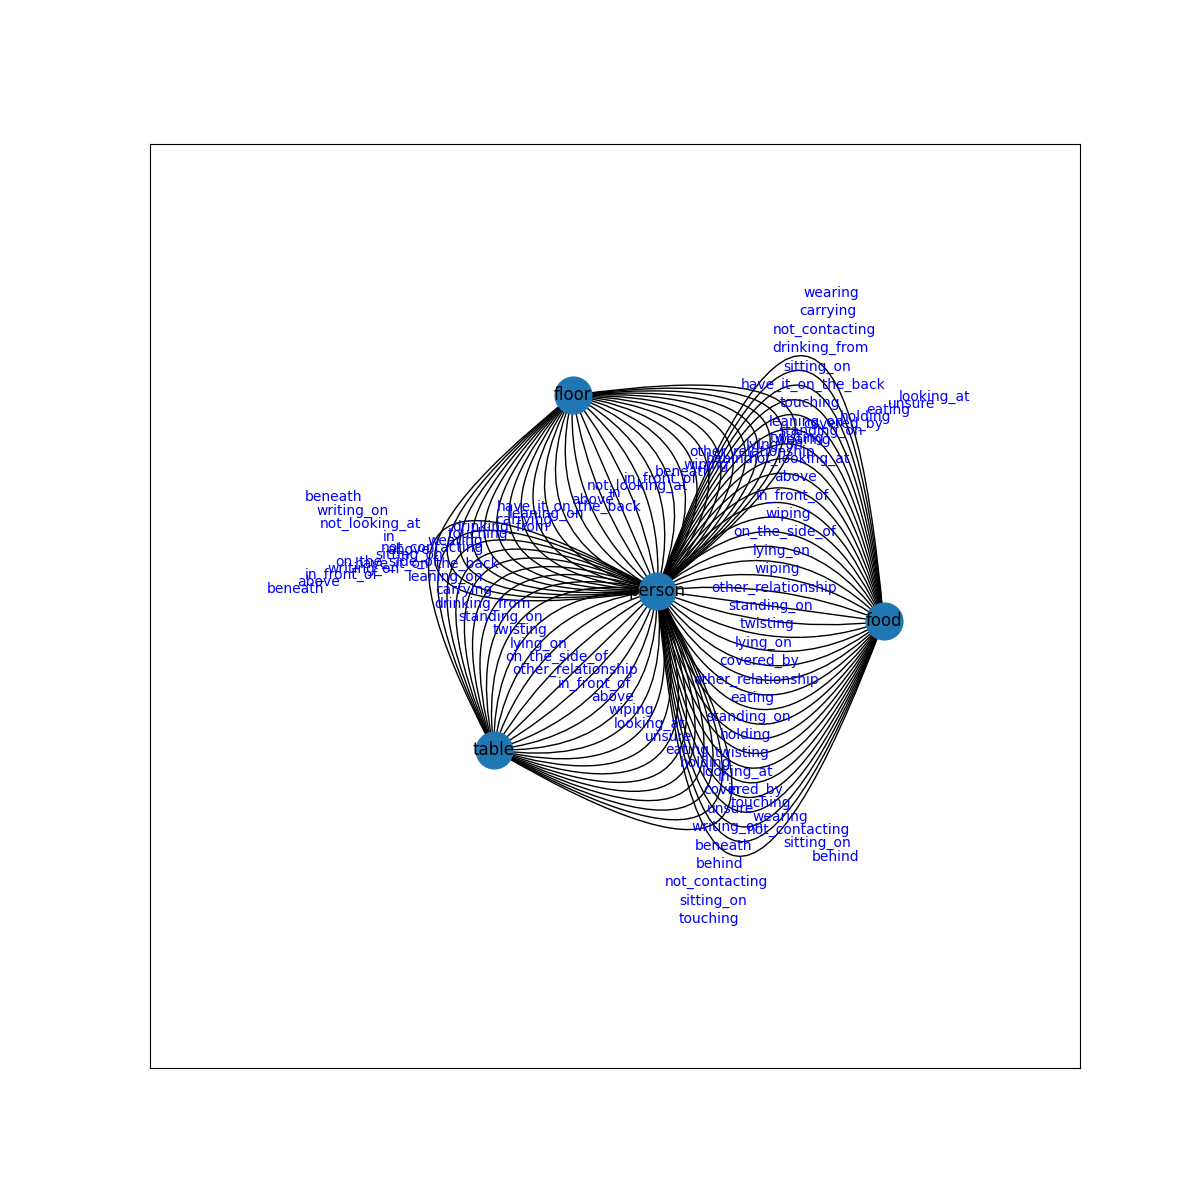 wearing
carrying
not_contacting
drinking_from
sitting_on
have_it_on_the_back
looking_at
touching
unsure
eating
holding
leaning_on
covered_by
standing_on
lying_on
other_relationship
not_looking_at
wiping
beneath
above
in_front_of
not_looking_at
in_front_of
in
above
have_it_on_the_back
leaning_on
carrying
wiping
drinking_from
touching
on_the_side_of
wearing
not_contacting
lying_on
sitting_on
wiping
beneath
writing_on
not_looking_at
in
on_the_side_of
have_it_on_the_back
writing_on
in_front_of
leaning_on
above
beneath
carrying
other_relationship
drinking_from
standing_on
standing_on
twisting
twisting
lying_on
lying_on
on_the_side_of
covered_by
other_relationship
other_relationship
in_front_of
eating
above
wiping
standing_on
looking_at
holding
unsure
eating
twisting
holding
looking_at
in
covered_by
touching
unsure
wearing
writing_on
not_contacting
beneath
sitting_on
behind
behind
not_contacting
sitting_on
touching
floor
person
food
table